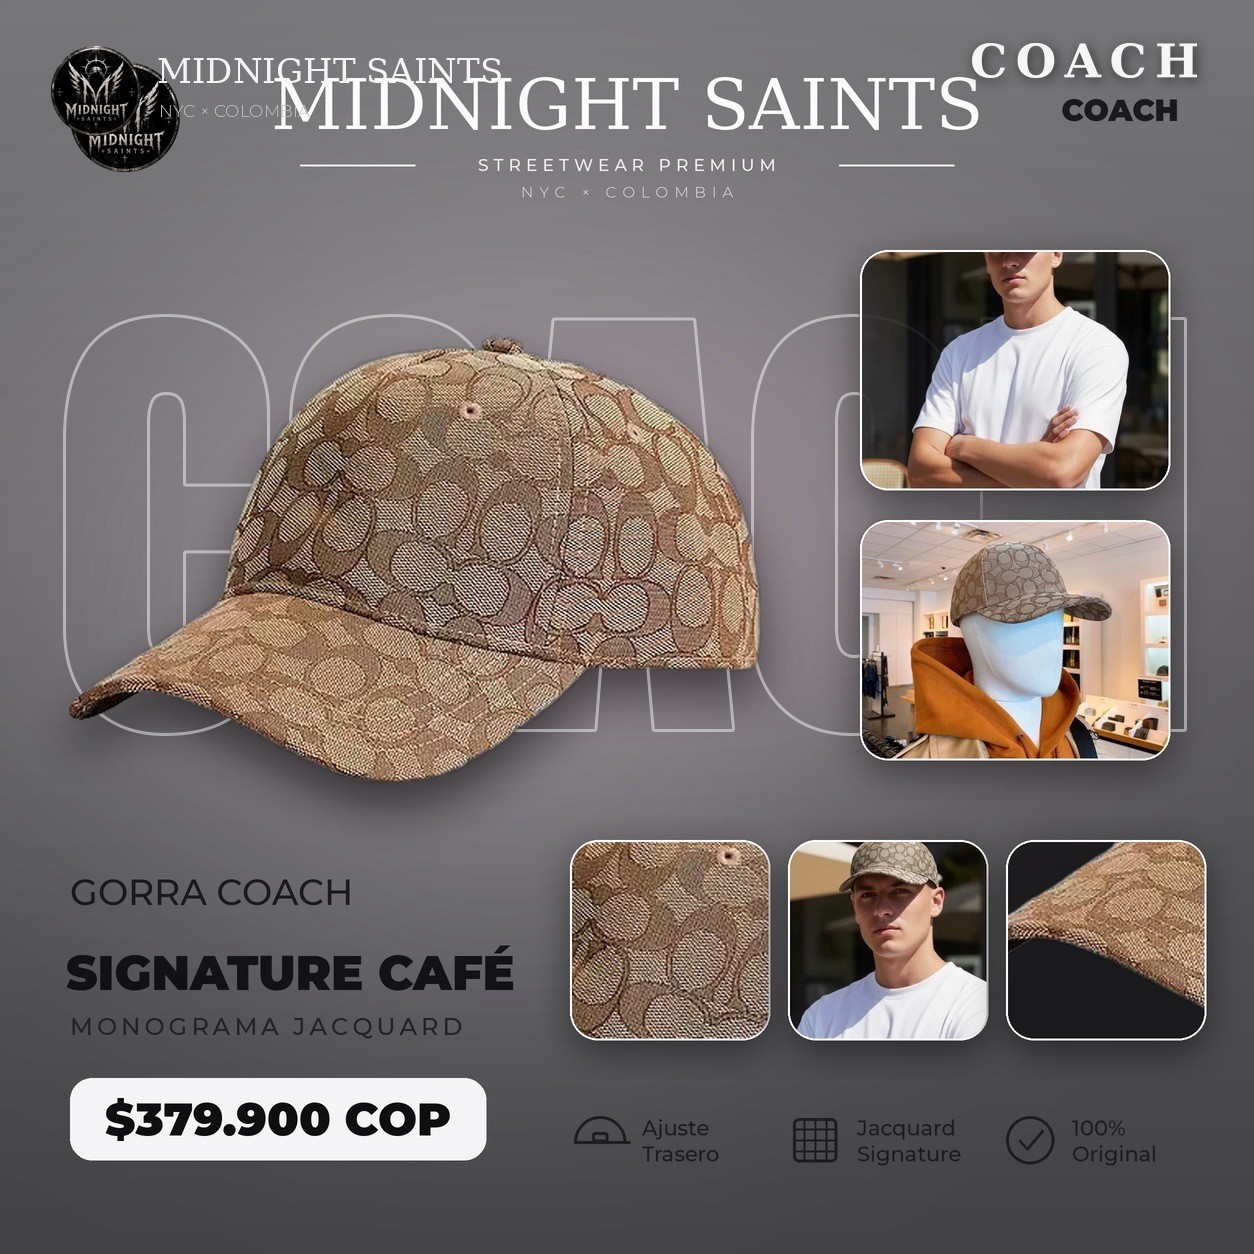 MIDNIGHT
SAINTS
MIDNIGHT
SAINTS
MIDNIGHT SAINTS
NYC × COLOMBIA
MIDNIGHT SAINTS
STREETWEAR PREMIUM
NYC × COLOMBIA
COACH
COACH
COACH
GORRA COACH
SIGNATURE CAFÉ
MONOGRAMA JACQUARD
$379.900 COP
Ajuste
Trasero
Jacquard
Signature
100%
Original